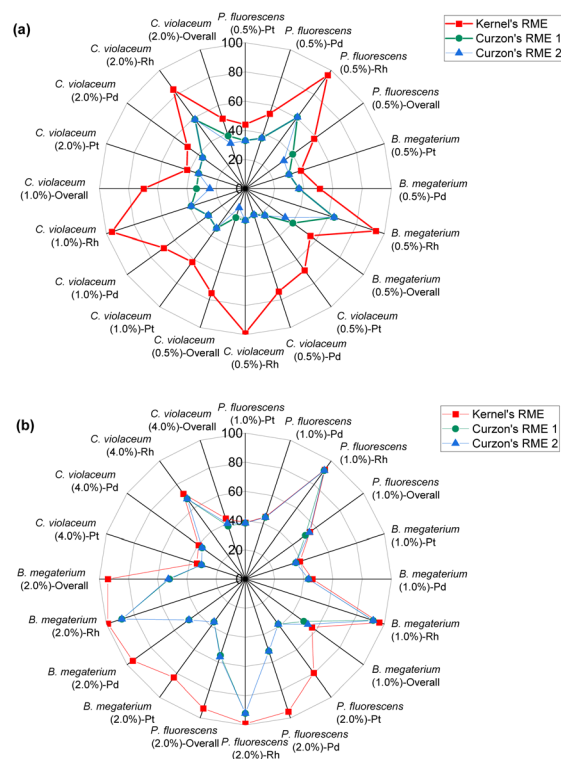 (a)
Kernel's RME
Curzon's RME 1
Curzon's RME 2
P. fluorescens
(0.5%)-Pt
P. fluorescens
(0.5%)-Pd
P. fluorescens
(0.5%)-Rh
P. fluorescens
(0.5%)-Overall
B. megaterium
(0.5%)-Pt
B. megaterium
(0.5%)-Pd
B. megaterium
(0.5%)-Rh
B. megaterium
(0.5%)-Overall
C. violaceum
(0.5%)-Pt
C. violaceum
(0.5%)-Pd
C. violaceum
(0.5%)-Rh
C. violaceum
(0.5%)-Overall
C. violaceum
(1.0%)-Pt
C. violaceum
(1.0%)-Pd
C. violaceum
(1.0%)-Rh
C. violaceum
(1.0%)-Overall
C. violaceum
(2.0%)-Pt
C. violaceum
(2.0%)-Pd
C. violaceum
(2.0%)-Rh
C. violaceum
(2.0%)-Overall
100
80
60
40
20
(b)
Kernel's RME
Curzon's RME 1
Curzon's RME 2
P. fluorescens
(1.0%)-Pt
P. fluorescens
(1.0%)-Pd
P. fluorescens
(1.0%)-Rh
P. fluorescens
(1.0%)-Overall
B. megaterium
(1.0%)-Pt
B. megaterium
(1.0%)-Pd
B. megaterium
(1.0%)-Rh
B. megaterium
(1.0%)-Overall
P. fluorescens
(2.0%)-Pt
P. fluorescens
(2.0%)-Pd
P. fluorescens
(2.0%)-Rh
P. fluorescens
(2.0%)-Overall
B. megaterium
(2.0%)-Pt
B. megaterium
(2.0%)-Pd
B. megaterium
(2.0%)-Rh
B. megaterium
(2.0%)-Overall
C. violaceum
(4.0%)-Pt
C. violaceum
(4.0%)-Pd
C. violaceum
(4.0%)-Rh
C. violaceum
(4.0%)-Overall
100
80
60
40
20